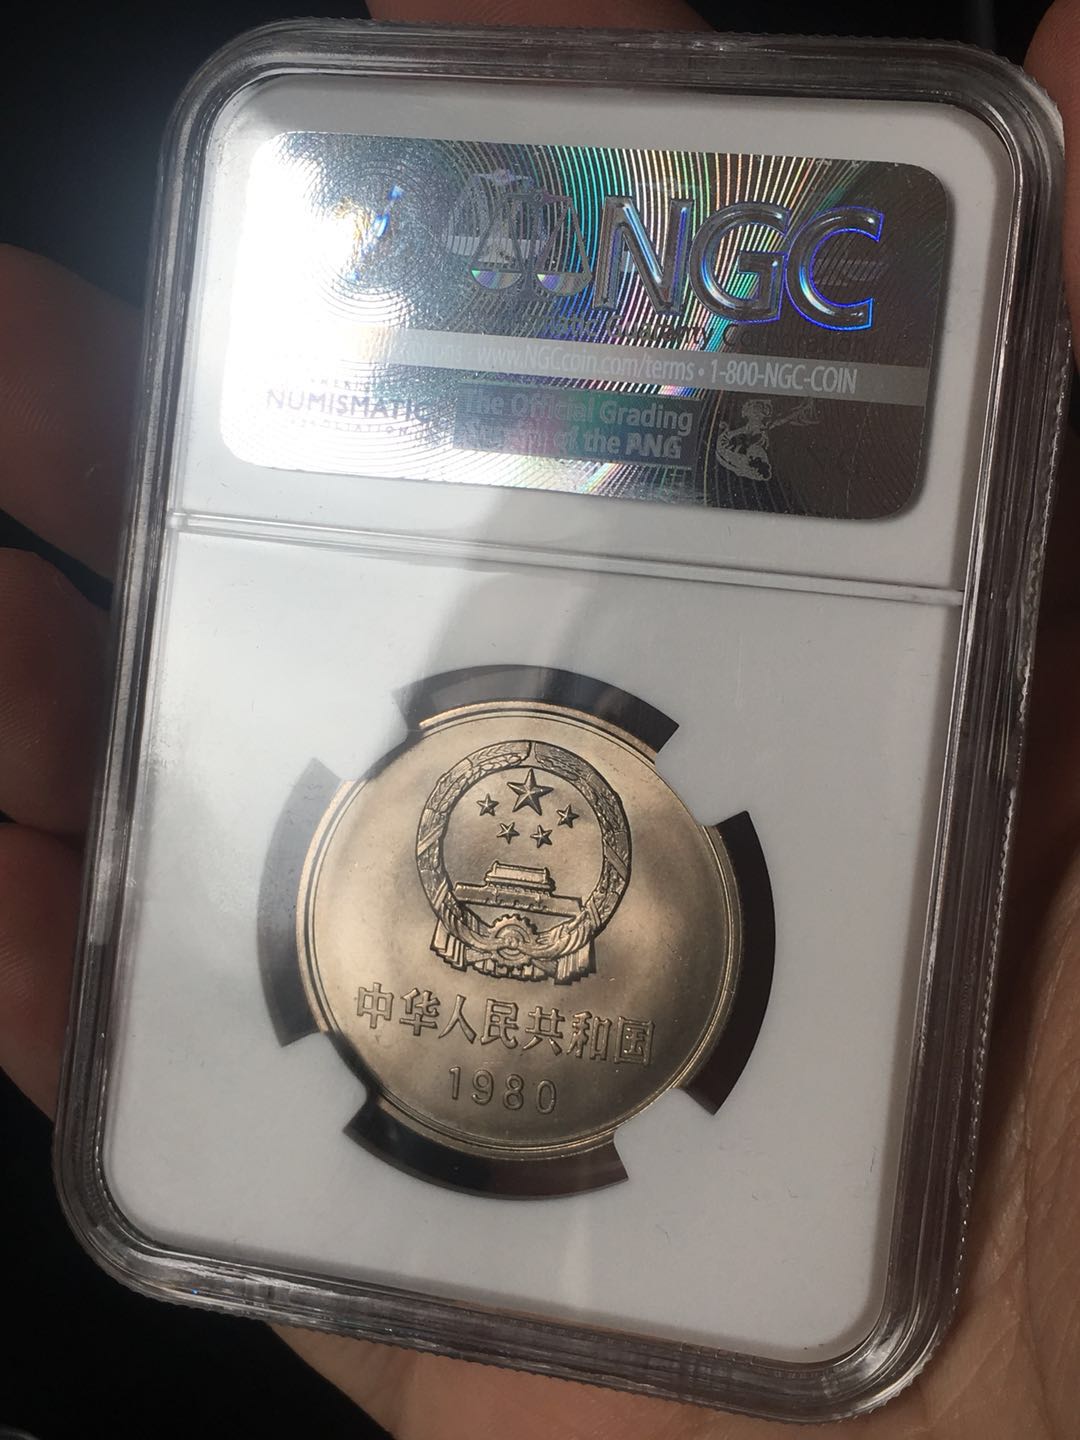 NGC
www.NGCcoin.com/terms • 1-800-NGC-COIN
NUMISMATIC
The Official Grading
of the PNG
中华人民共和国
1980